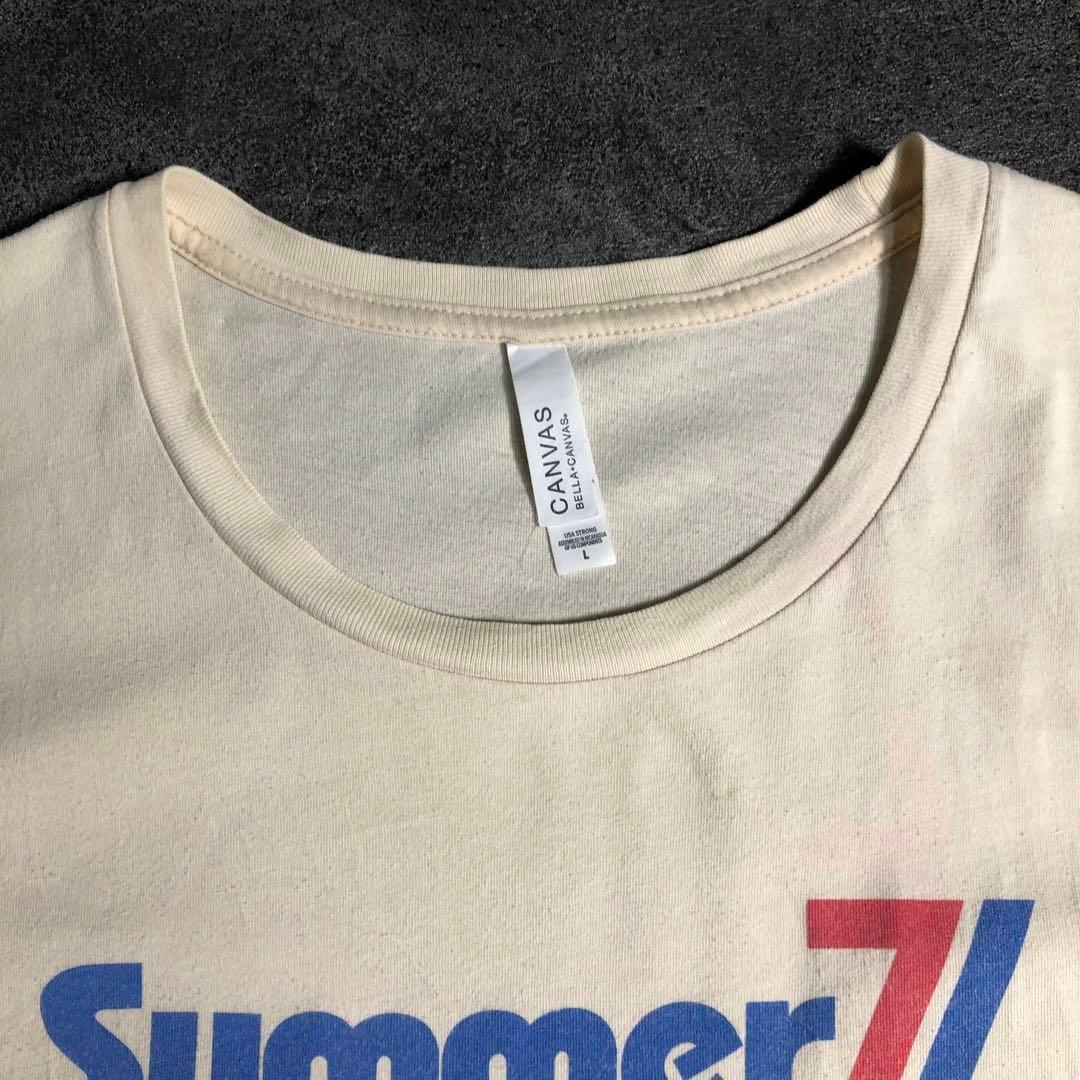 CANVAS
BELLA+CANVAS®
USA STRONG
ASSEMBLED IN NICARAGUA
OF US COMPONENTS
L
Summer 7